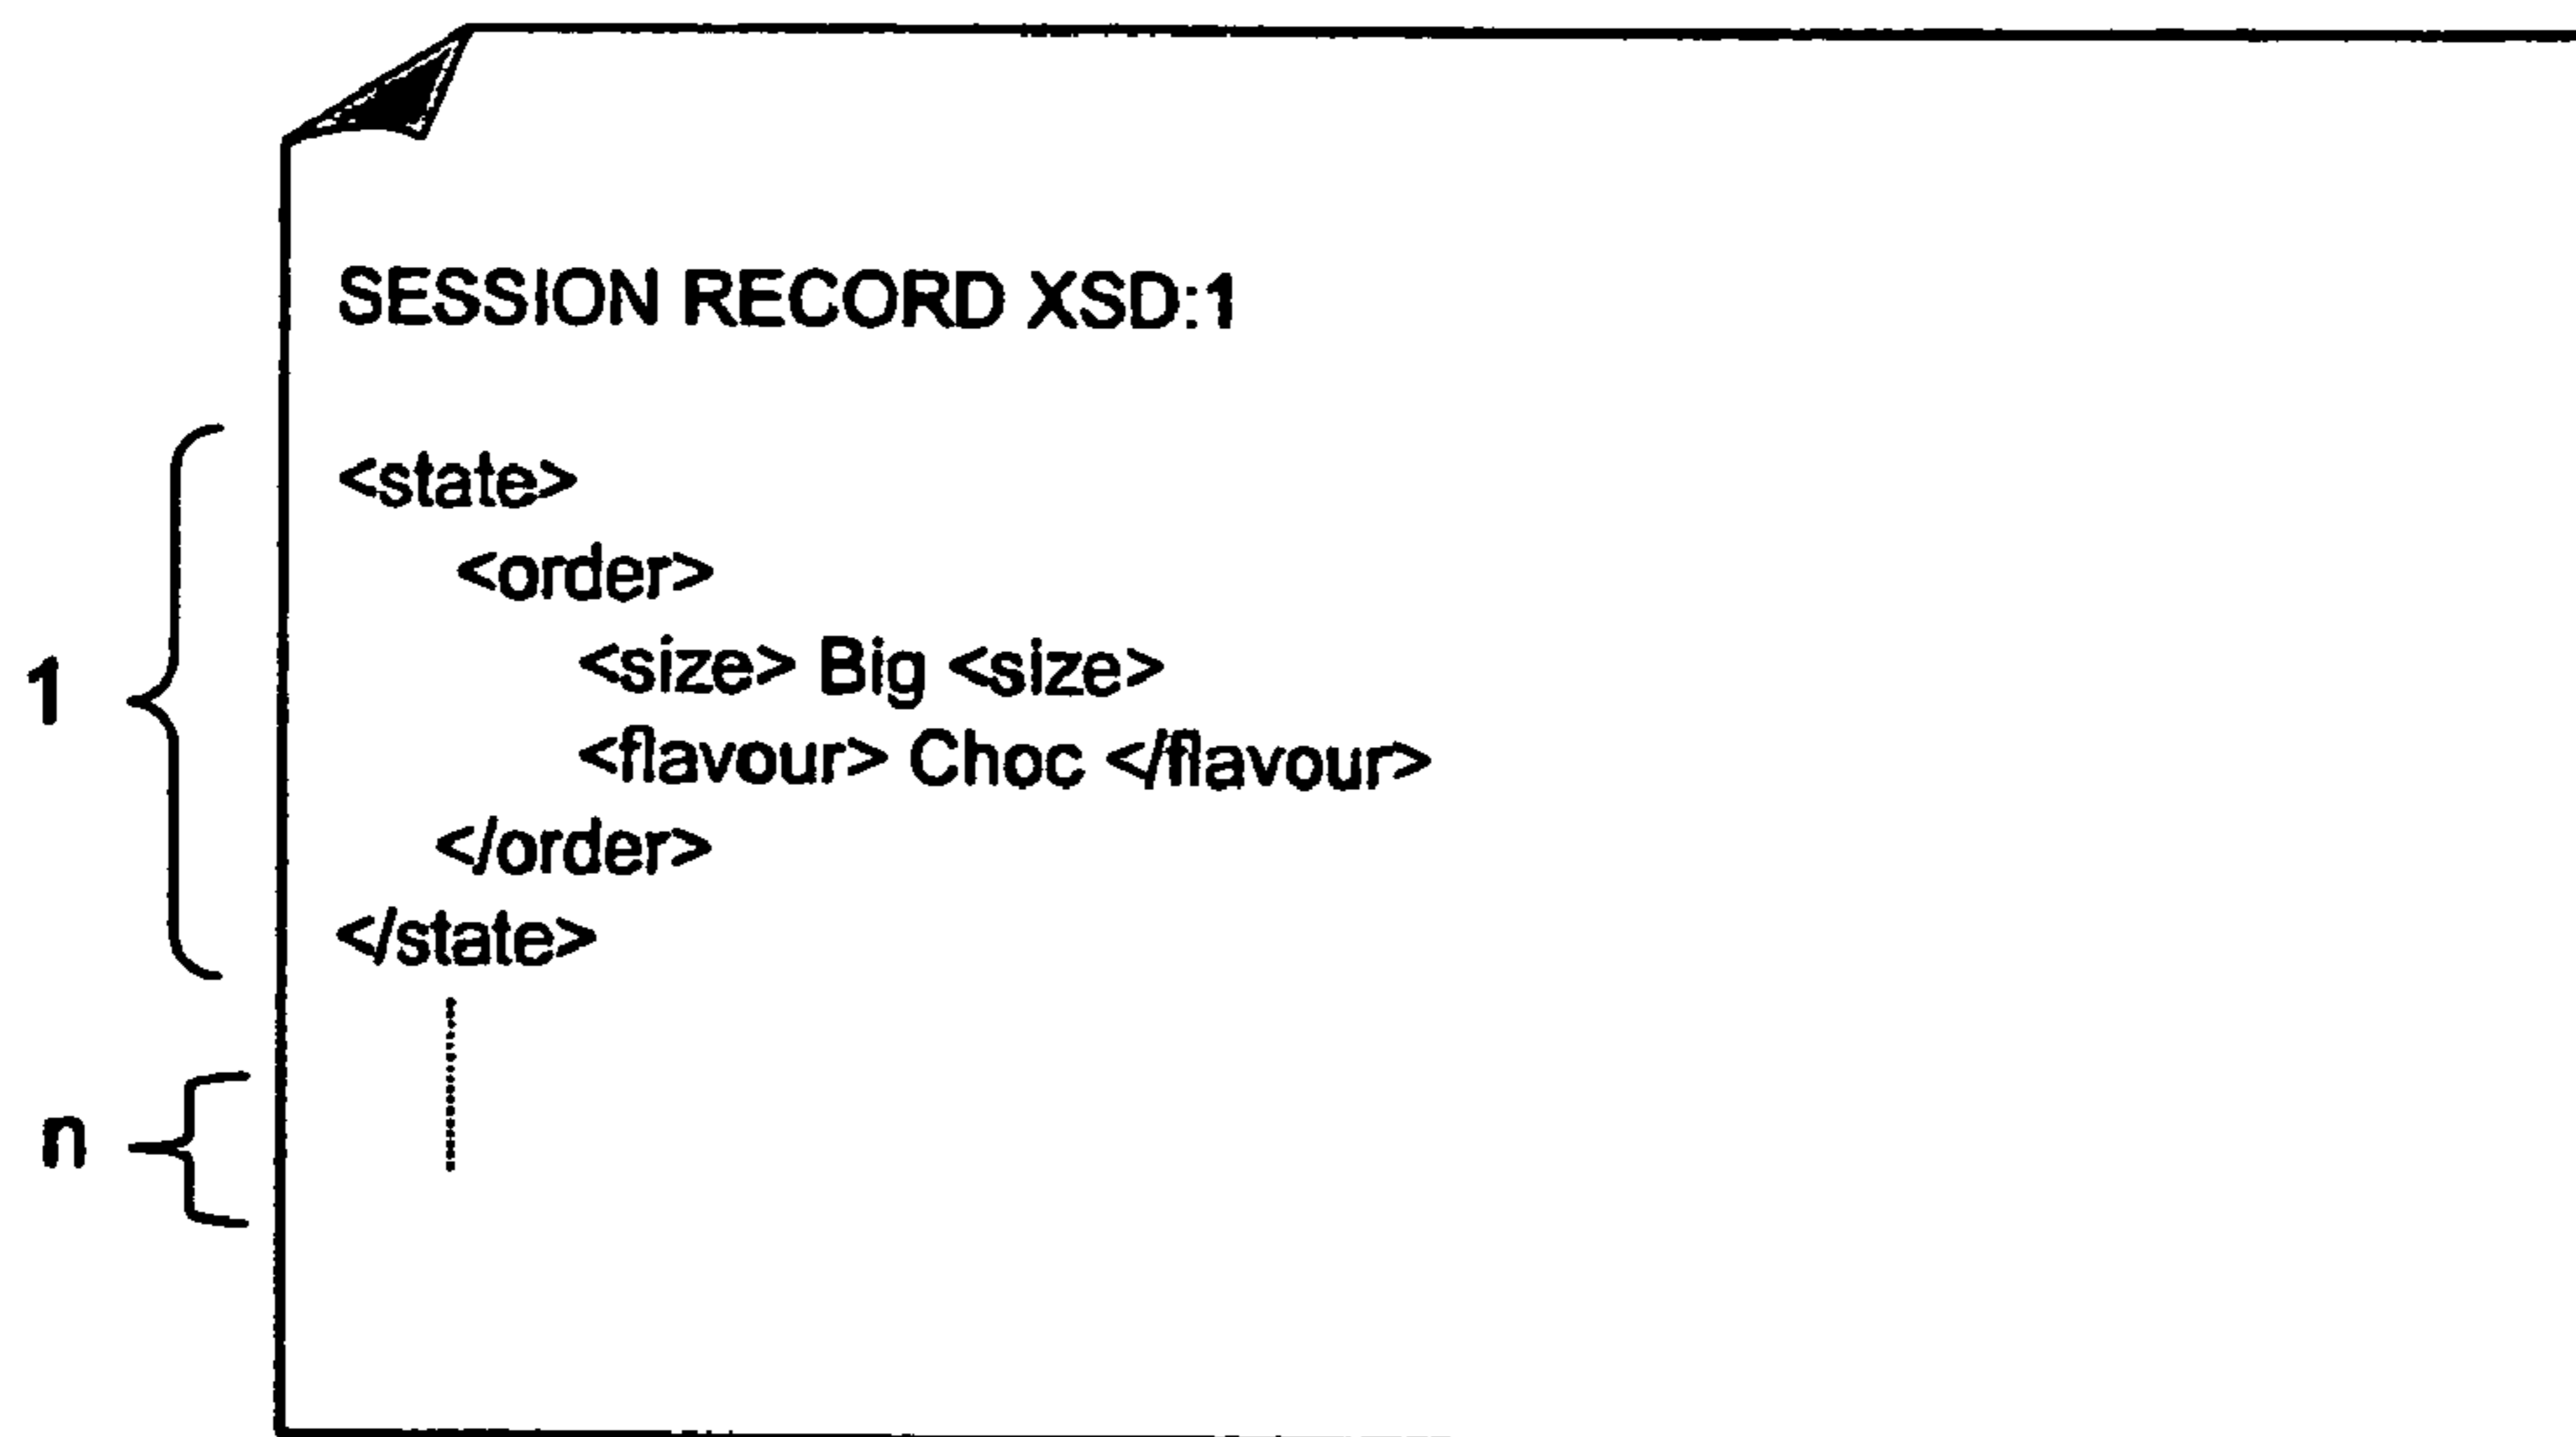 SESSION RECORD XSD:1
<state>
<order>
<size> Big <size>
1
<flavour> Choc </flavour>
</order>
</state>
n